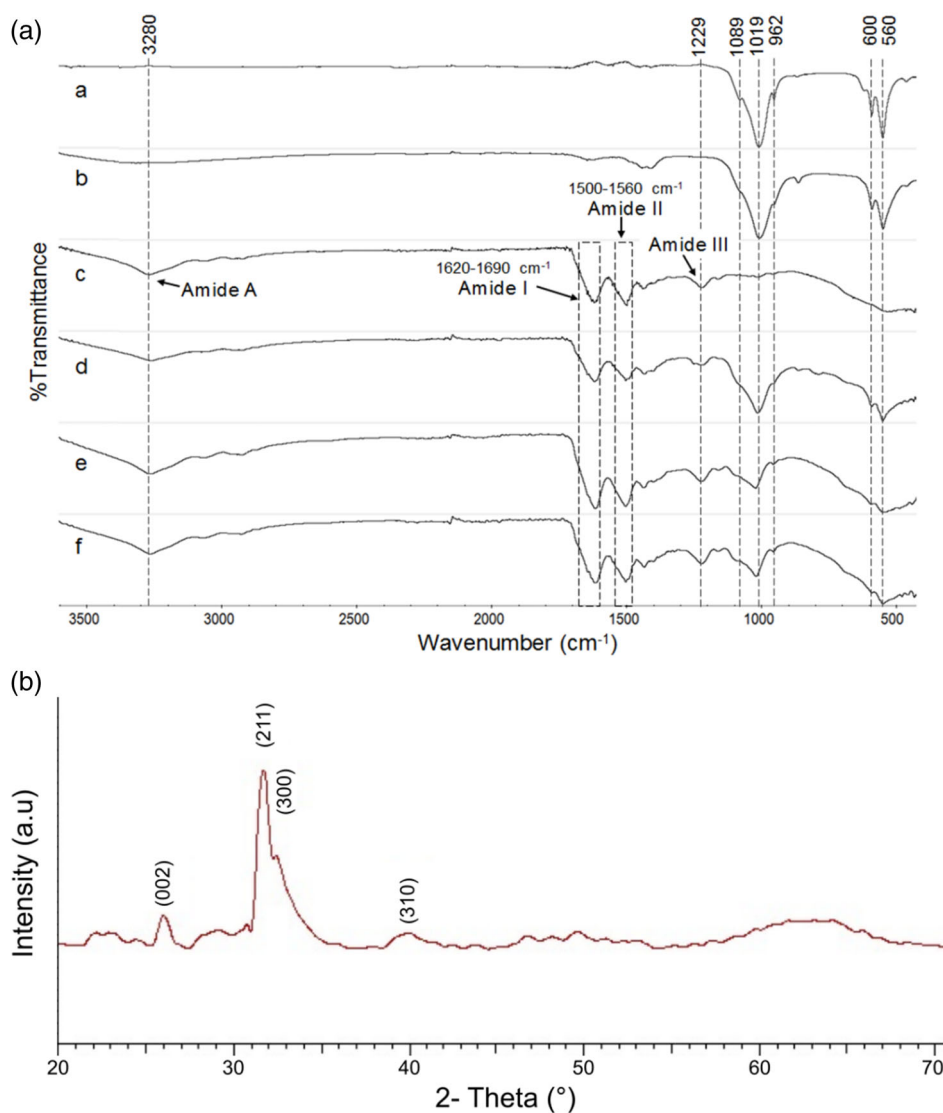 (a)
3280
1229
1089
1019
962
600
560
a
b
1500-1560 cm⁻¹
Amide II
c
Amide III
1620-1690 cm⁻¹
Amide I
Amide A
d
e
f
%Transmittance
3500 3000 2500 2000 1500 1000 500
Wavenumber (cm⁻¹)
(b)
(211)
(300)
(002)
(310)
Intensity (a.u)
20 30 40 50 60 70
2- Theta (°)